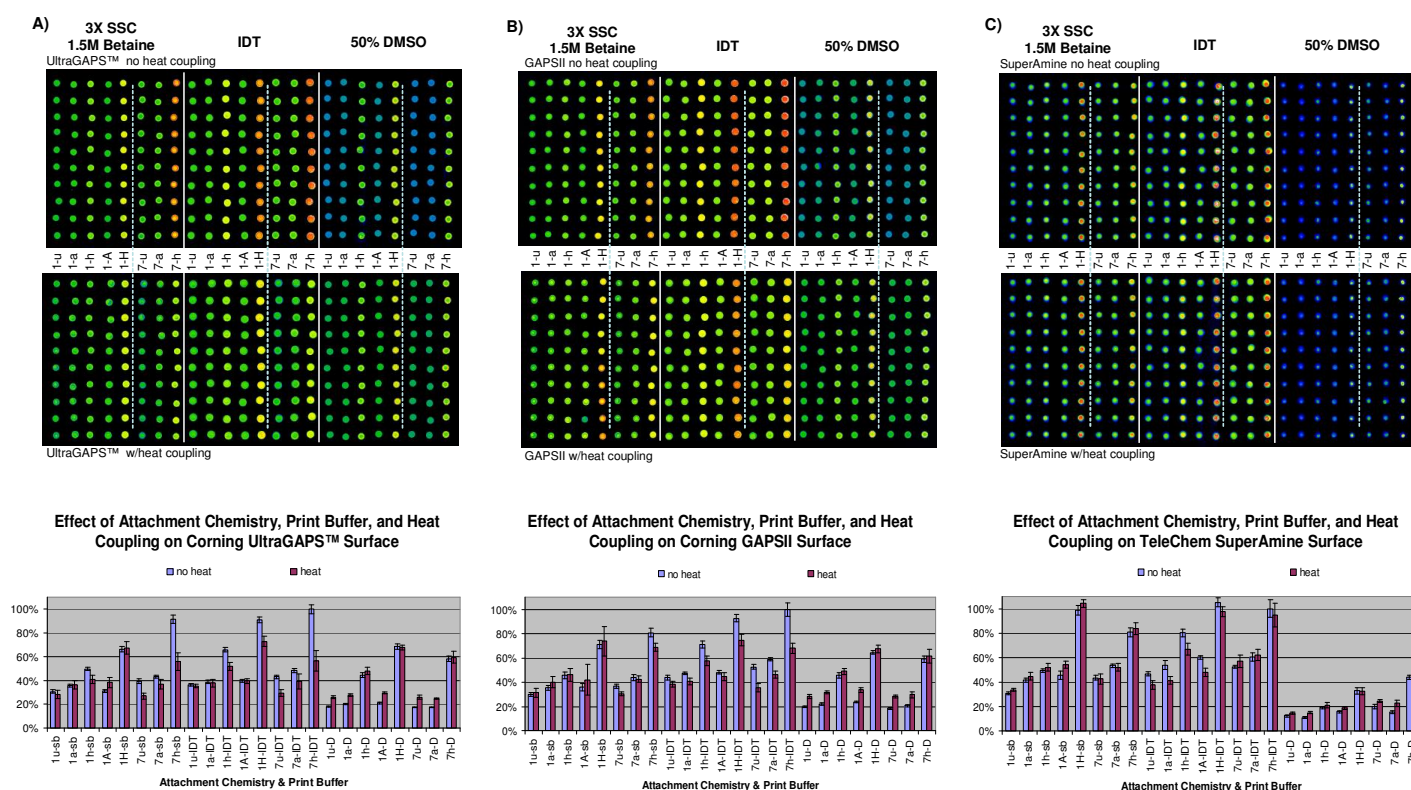 A)
3X SSC
1.5M Betaine
IDT
50% DMSO
UltraGAPS™ no heat coupling
1-u
1-a
1-h
1-A
1-H
7-u
7-a
7-h
1-u
1-a
1-h
1-A
1-H
7-u
7-a
7-h
1-u
1-a
1-h
1-A
1-H
7-u
7-a
7-h
UltraGAPS™ w/heat coupling
Effect of Attachment Chemistry, Print Buffer, and Heat
Coupling on Corning UltraGAPS™ Surface
no heat
heat
100%
80%
60%
40%
20%
0%
1u-sb
1a-sb
1h-sb
1A-sb
1H-sb
7u-sb
7a-sb
7h-sb
1u-IDT
1a-IDT
1h-IDT
1A-IDT
1H-IDT
7u-IDT
7a-IDT
7h-IDT
1u-D
1a-D
1h-D
1A-D
1H-D
7u-D
7a-D
7h-D
Attachment Chemistry & Print Buffer
B)
3X SSC
1.5M Betaine
IDT
50% DMSO
GAPSII no heat coupling
1-u
1-a
1-h
1-A
1-H
7-u
7-a
7-h
1-u
1-a
1-h
1-A
1-H
7-u
7-a
7-h
1-u
1-a
1-h
1-A
1-H
7-u
7-a
7-h
GAPSII w/heat coupling
Effect of Attachment Chemistry, Print Buffer, and Heat
Coupling on Corning GAPSII Surface
no heat
heat
100%
80%
60%
40%
20%
0%
1u-sb
1a-sb
1h-sb
1A-sb
1H-sb
7u-sb
7a-sb
7h-sb
1u-IDT
1a-IDT
1h-IDT
1A-IDT
1H-IDT
7u-IDT
7a-IDT
7h-IDT
1u-D
1a-D
1h-D
1A-D
1H-D
7u-D
7a-D
7h-D
Attachment Chemistry & Print Buffer
C)
3X SSC
1.5M Betaine
IDT
50% DMSO
SuperAmine no heat coupling
1-u
1-a
1-h
1-A
1-H
7-u
7-a
7-h
1-u
1-a
1-h
1-A
1-H
7-u
7-a
7-h
1-u
1-a
1-h
1-A
1-H
7-u
7-a
7-h
SuperAmine w/heat coupling
Effect of Attachment Chemistry, Print Buffer, and Heat
Coupling on TeleChem SuperAmine Surface
no heat
heat
100%
80%
60%
40%
20%
0%
1u-sb
1a-sb
1h-sb
1A-sb
1H-sb
7u-sb
7a-sb
7h-sb
1u-IDT
1a-IDT
1h-IDT
1A-IDT
1H-IDT
7u-IDT
7a-IDT
7h-IDT
1u-D
1a-D
1h-D
1A-D
1H-D
7u-D
7a-D
Attachment Chemistry & Print Buffer